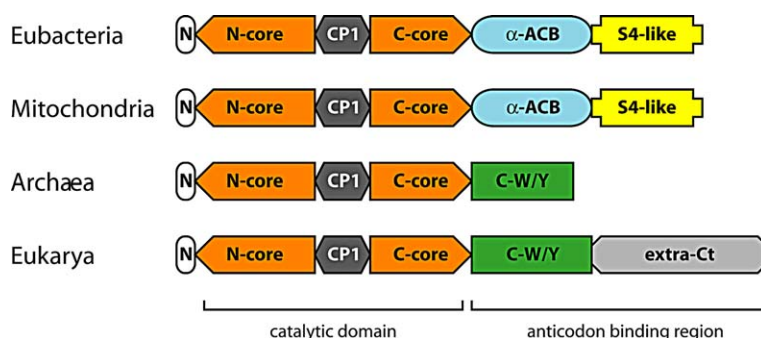 Eubacteria N N-core CP1 C-core α-ACB S4-like
Mitochondria N N-core CP1 C-core α-ACB S4-like
Archæa N N-core CP1 C-core C-W/Y
Eukarya N N-core CP1 C-core C-W/Y extra-Ct
catalytic domain anticodon binding region